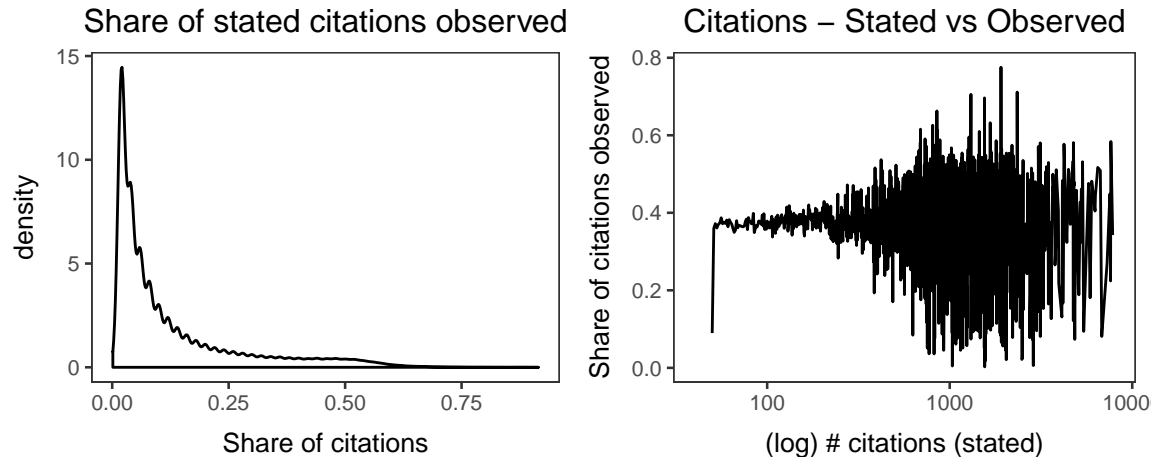 Share of stated citations observed
15
10
5
0
density
0.00 0.25 0.50 0.75
Share of citations
Citations − Stated vs Observed
0.8
0.6
0.4
0.2
0.0
Share of citations observed
100 1000 1000
(log) # citations (stated)